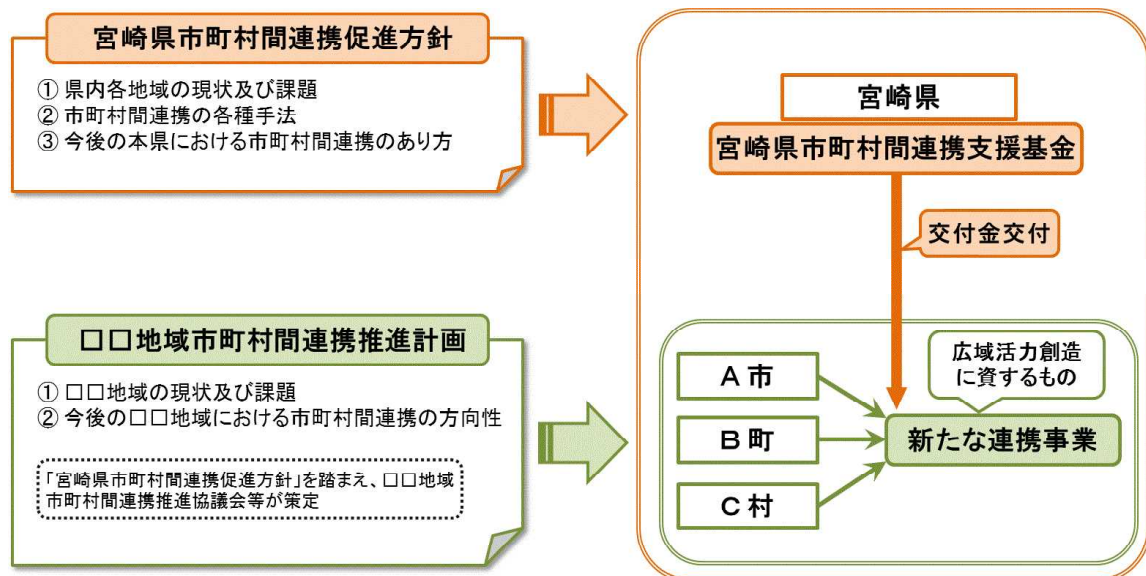 宮崎県市町村間連携促進方針
① 県内各地域の現状及び課題
② 市町村間連携の各種手法
③ 今後の本県における市町村間連携のあり方
宮崎県
宮崎県市町村間連携支援基金
交付金交付
□□地域市町村間連携推進計画
① □□地域の現状及び課題
② 今後の□□地域における市町村間連携の方向性
「宮崎県市町村間連携促進方針」を踏まえ、□□地域
市町村間連携推進協議会等が策定
A市
B町
C村
広域活力創造
に資するもの
新たな連携事業